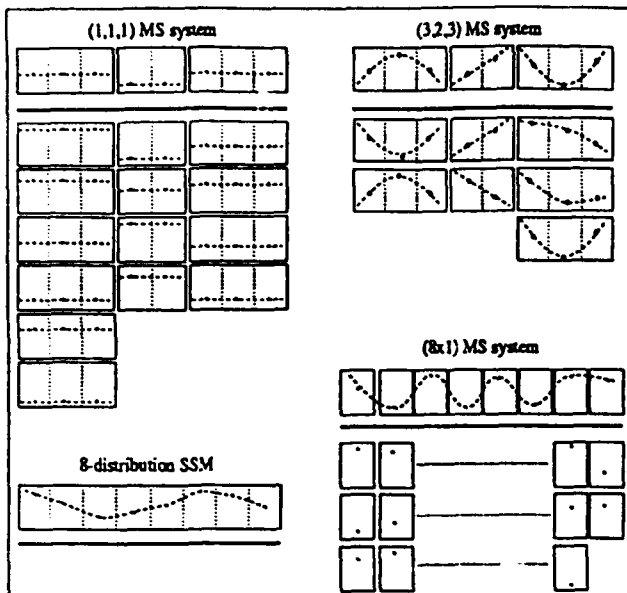 (1,1,1) MS system
(3,2,3) MS system
(8x1) MS system
8-distribution SSM